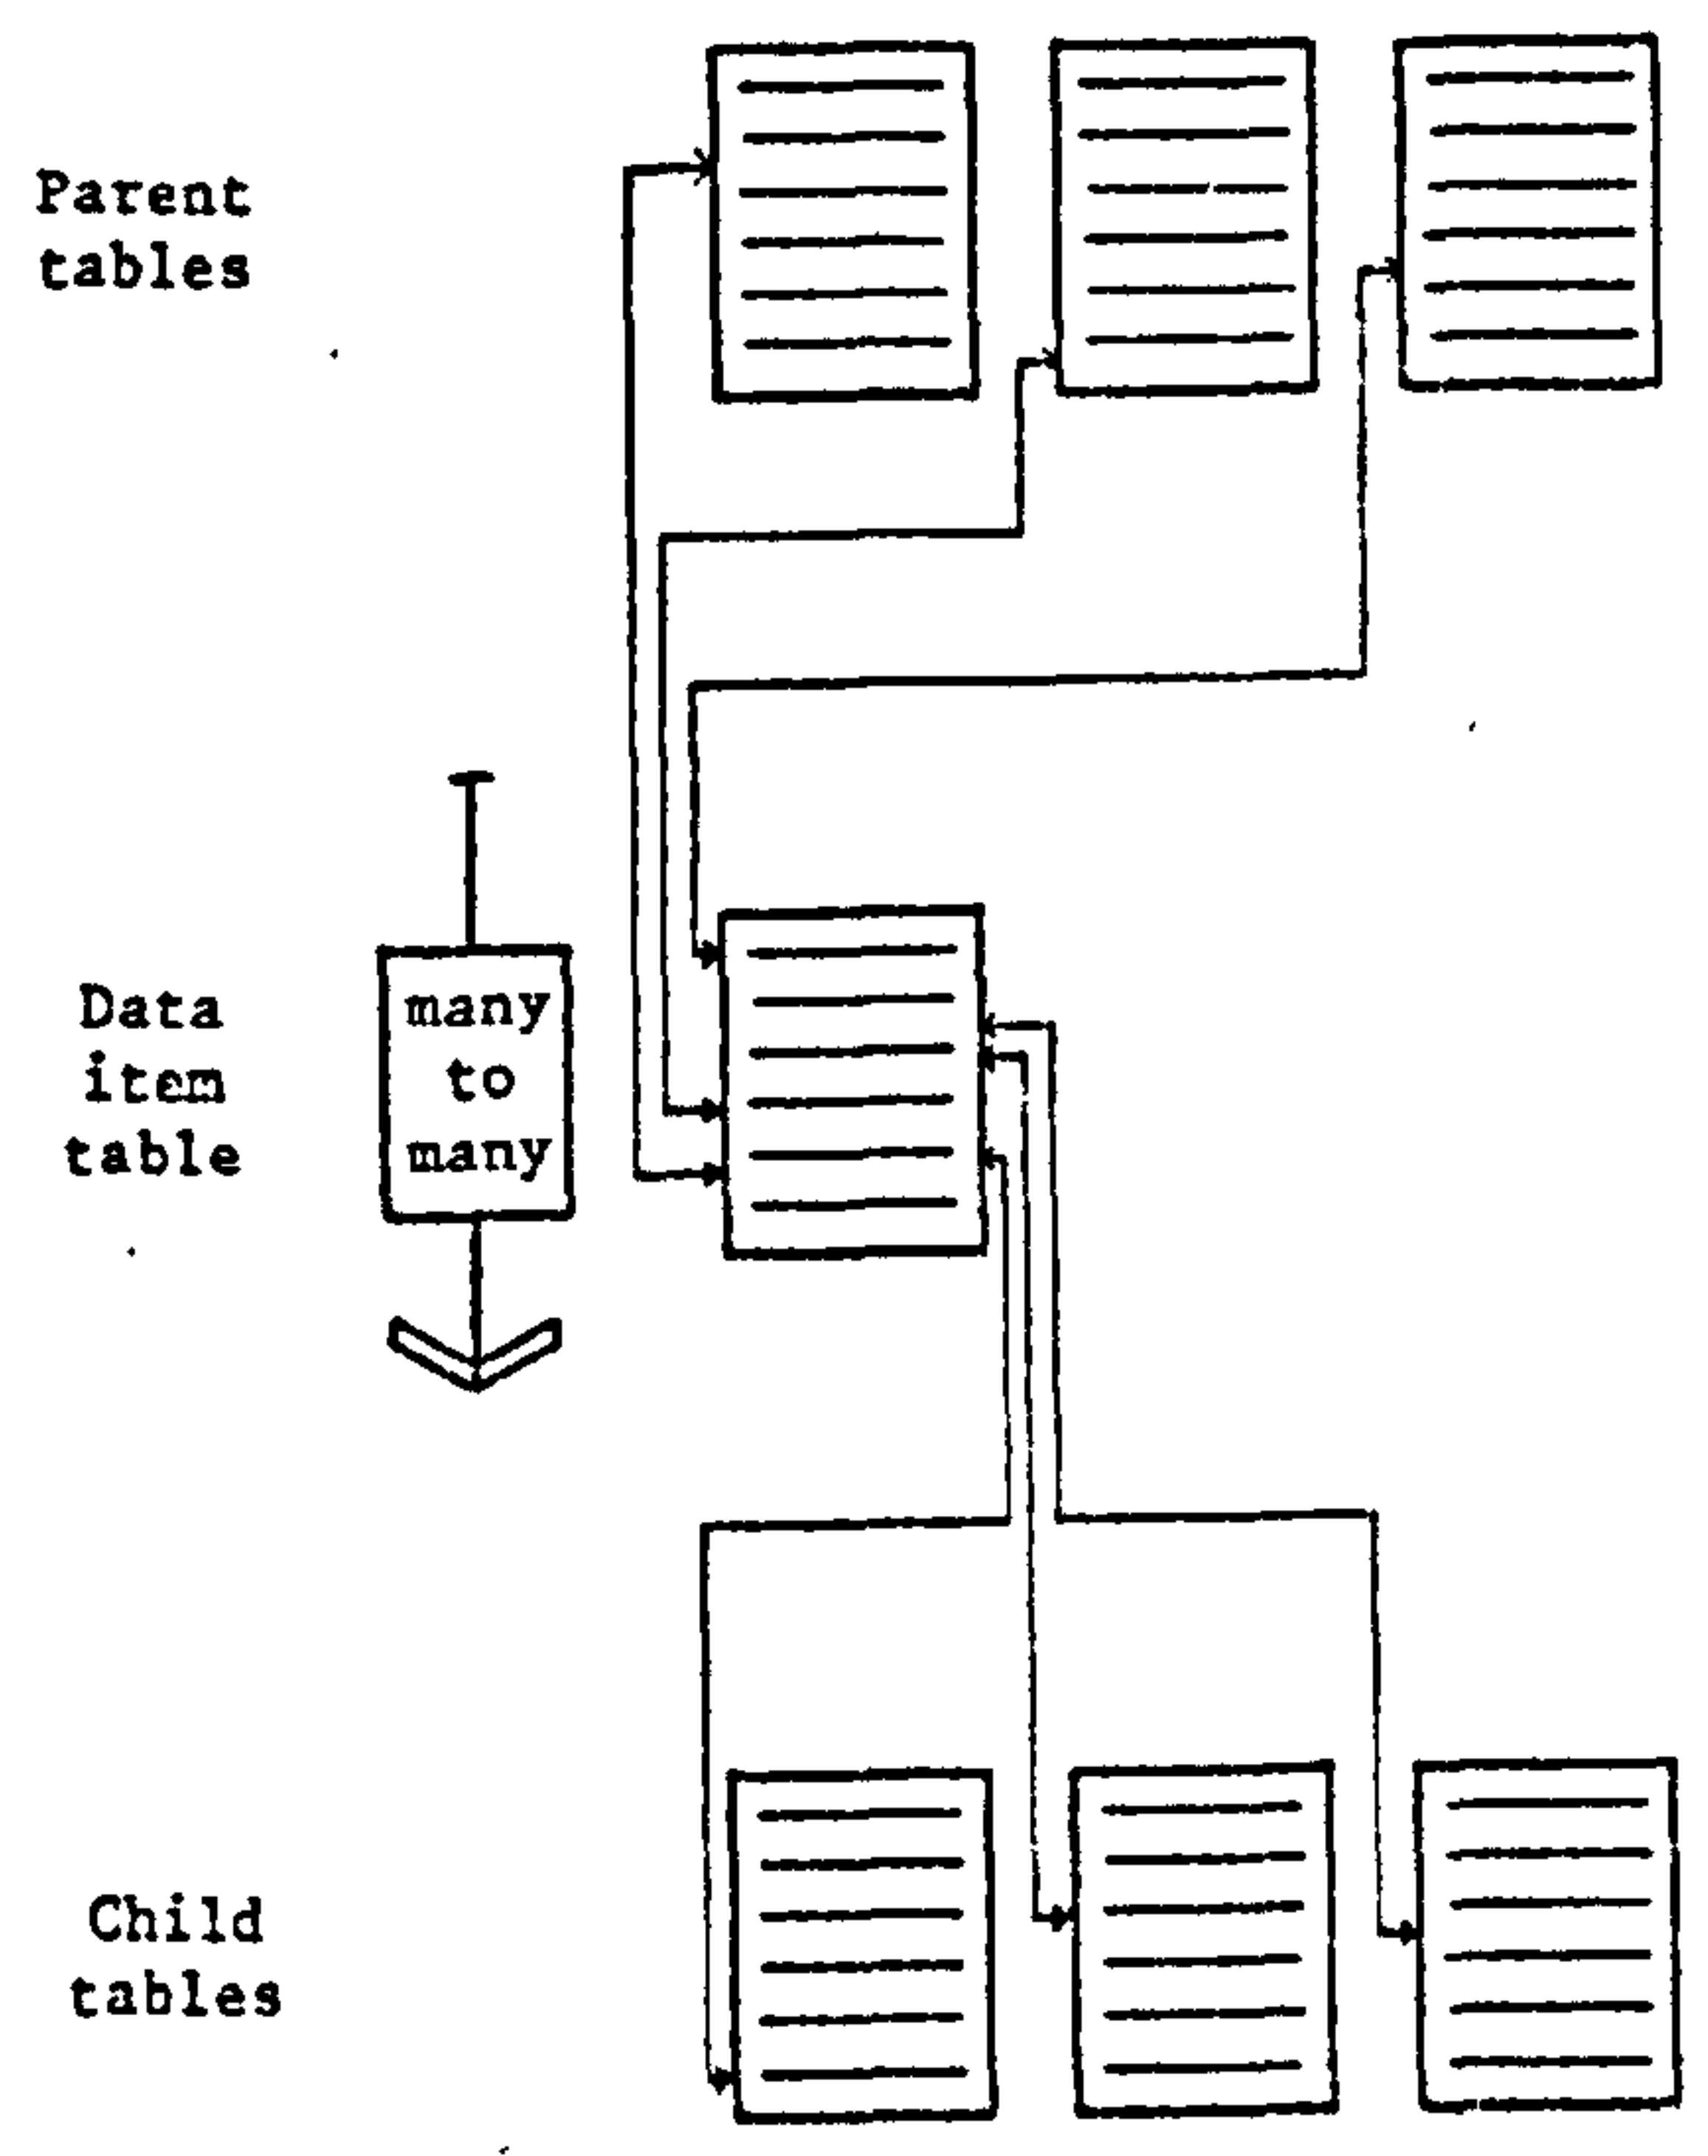 Parent
tables
Data
item
table
many
to
many
Child
tables